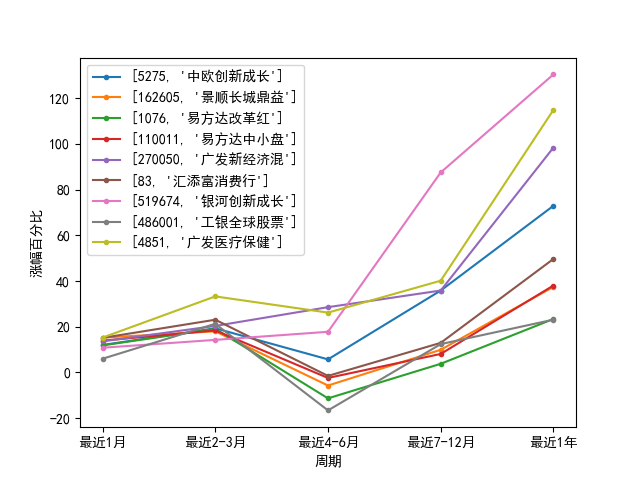 [5275, '中欧创新成长']
[162605, '景顺长城鼎益']
[1076, '易方达改革红']
[110011, '易方达中小盘']
[270050, '广发新经济混']
[83, '汇添富消费行']
[519674, '银河创新成长']
[486001, '工银全球股票']
[4851, '广发医疗保健']
涨幅百分比
120
100
80
60
40
20
0
−20
最近1月
最近2-3月
最近4-6月
最近7-12月
最近1年
周期